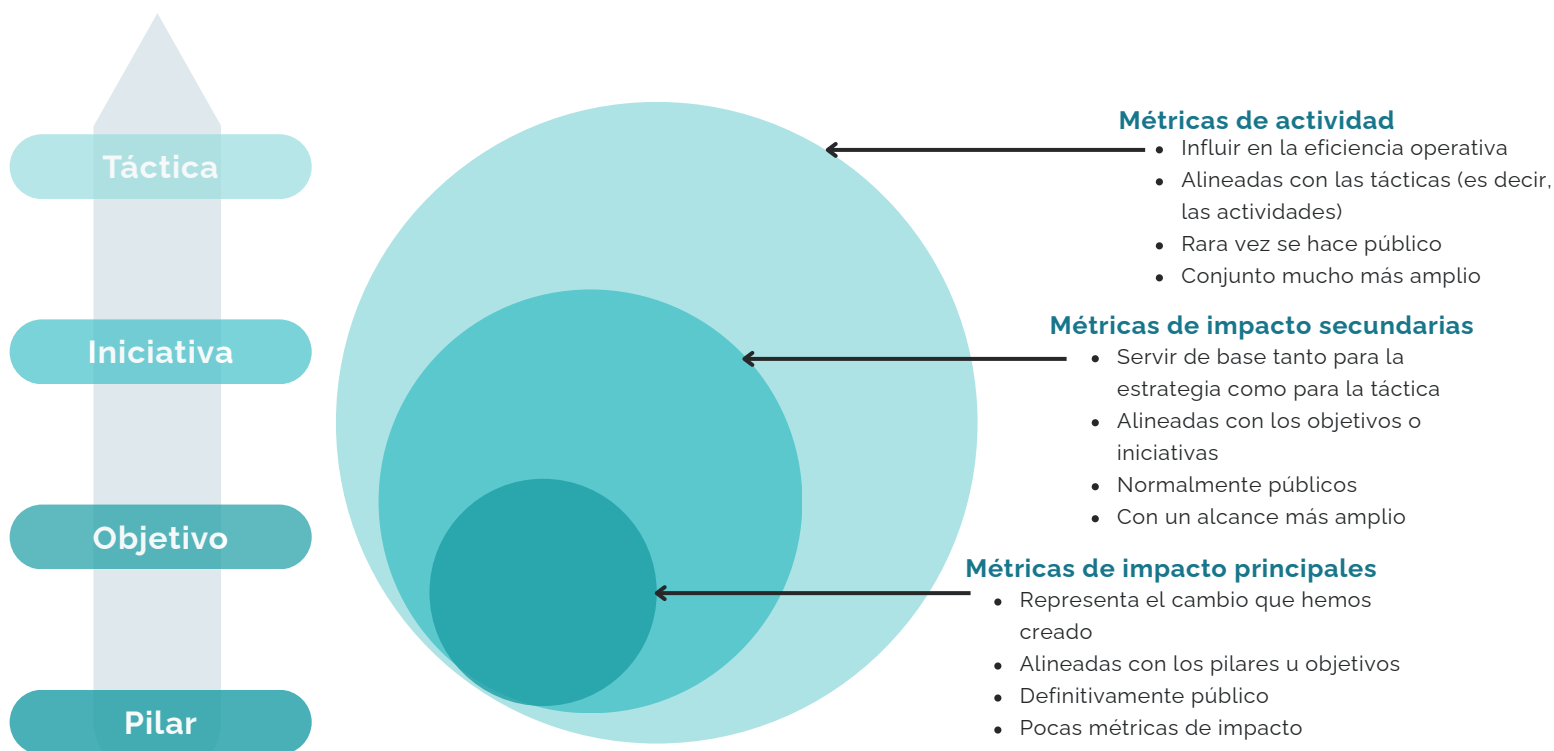 Táctica
Iniciativa
Objetivo
Pilar
Métricas de actividad
• Influir en la eficiencia operativa
• Alineadas con las tácticas (es decir,
las actividades)
• Rara vez se hace público
• Conjunto mucho más amplio
Métricas de impacto secundarias
• Servir de base tanto para la
estrategia como para la táctica
• Alineadas con los objetivos o
iniciativas
• Normalmente públicos
• Con un alcance más amplio
Métricas de impacto principales
• Representa el cambio que hemos
creado
• Alineadas con los pilares u objetivos
• Definitivamente público
• Pocas métricas de impacto